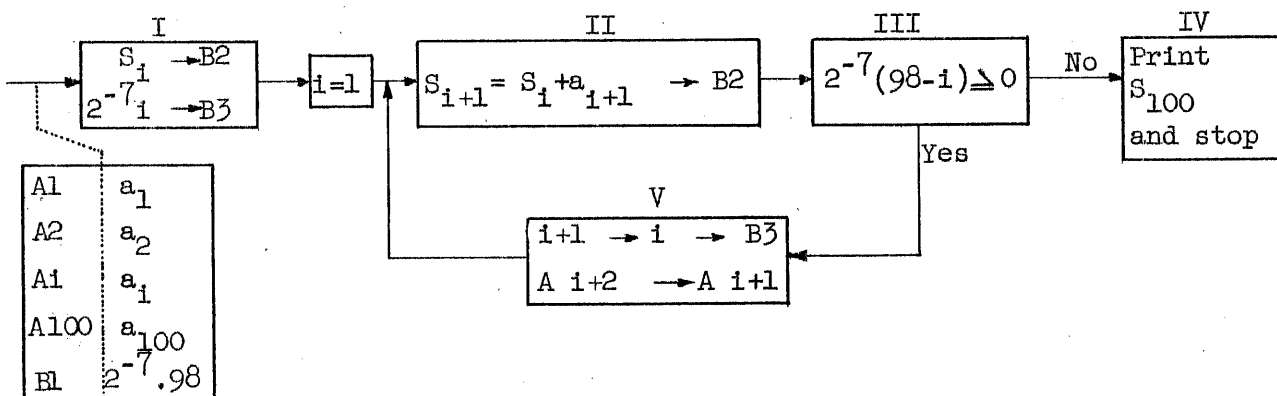 I
S_i → B2
2^-7 i → B3
i=1
II
S_i+1 = S_i + a_i+1 → B2
III
2^-7 (98-i) ≥ 0
No
IV
Print
S_100
and stop
Yes
V
i+1 → i → B3
A i+2 → A i+1
A1 a_1
A2 a_2
Ai a_i
A100 a_100
B1 2^-7 .98